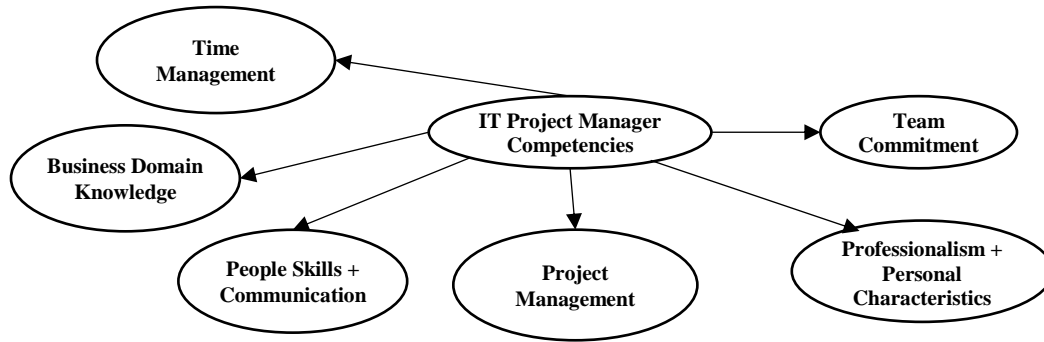 Time
Management
IT Project Manager
Competencies
Team
Commitment
Business Domain
Knowledge
People Skills +
Communication
Project
Management
Professionalism +
Personal
Characteristics